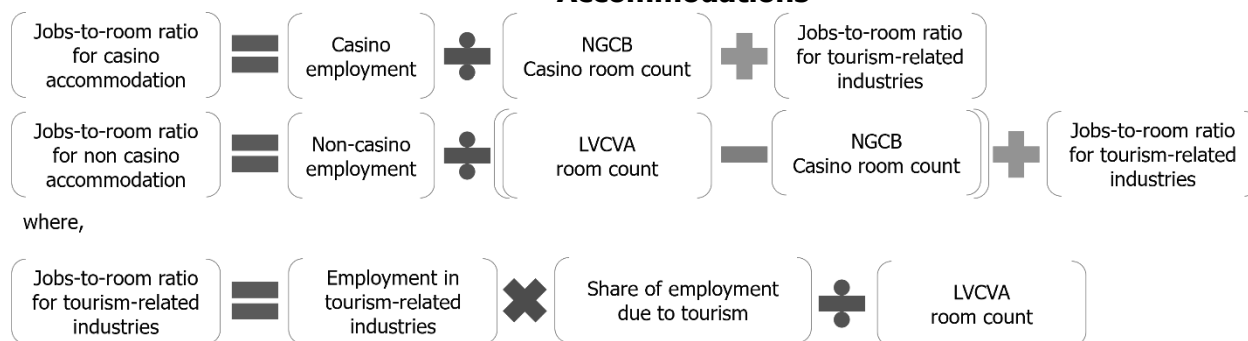 Accommodations
Jobs-to-room ratio
for casino
accommodation
Casino
employment
NGCB
Casino room count
Jobs-to-room ratio
for tourism-related
industries
Jobs-to-room ratio
for non casino
accommodation
Non-casino
employment
LVCVA
room count
NGCB
Casino room count
Jobs-to-room ratio
for tourism-related
industries
where,
Jobs-to-room ratio
for tourism-related
industries
Employment in
tourism-related
industries
Share of employment
due to tourism
LVCVA
room count